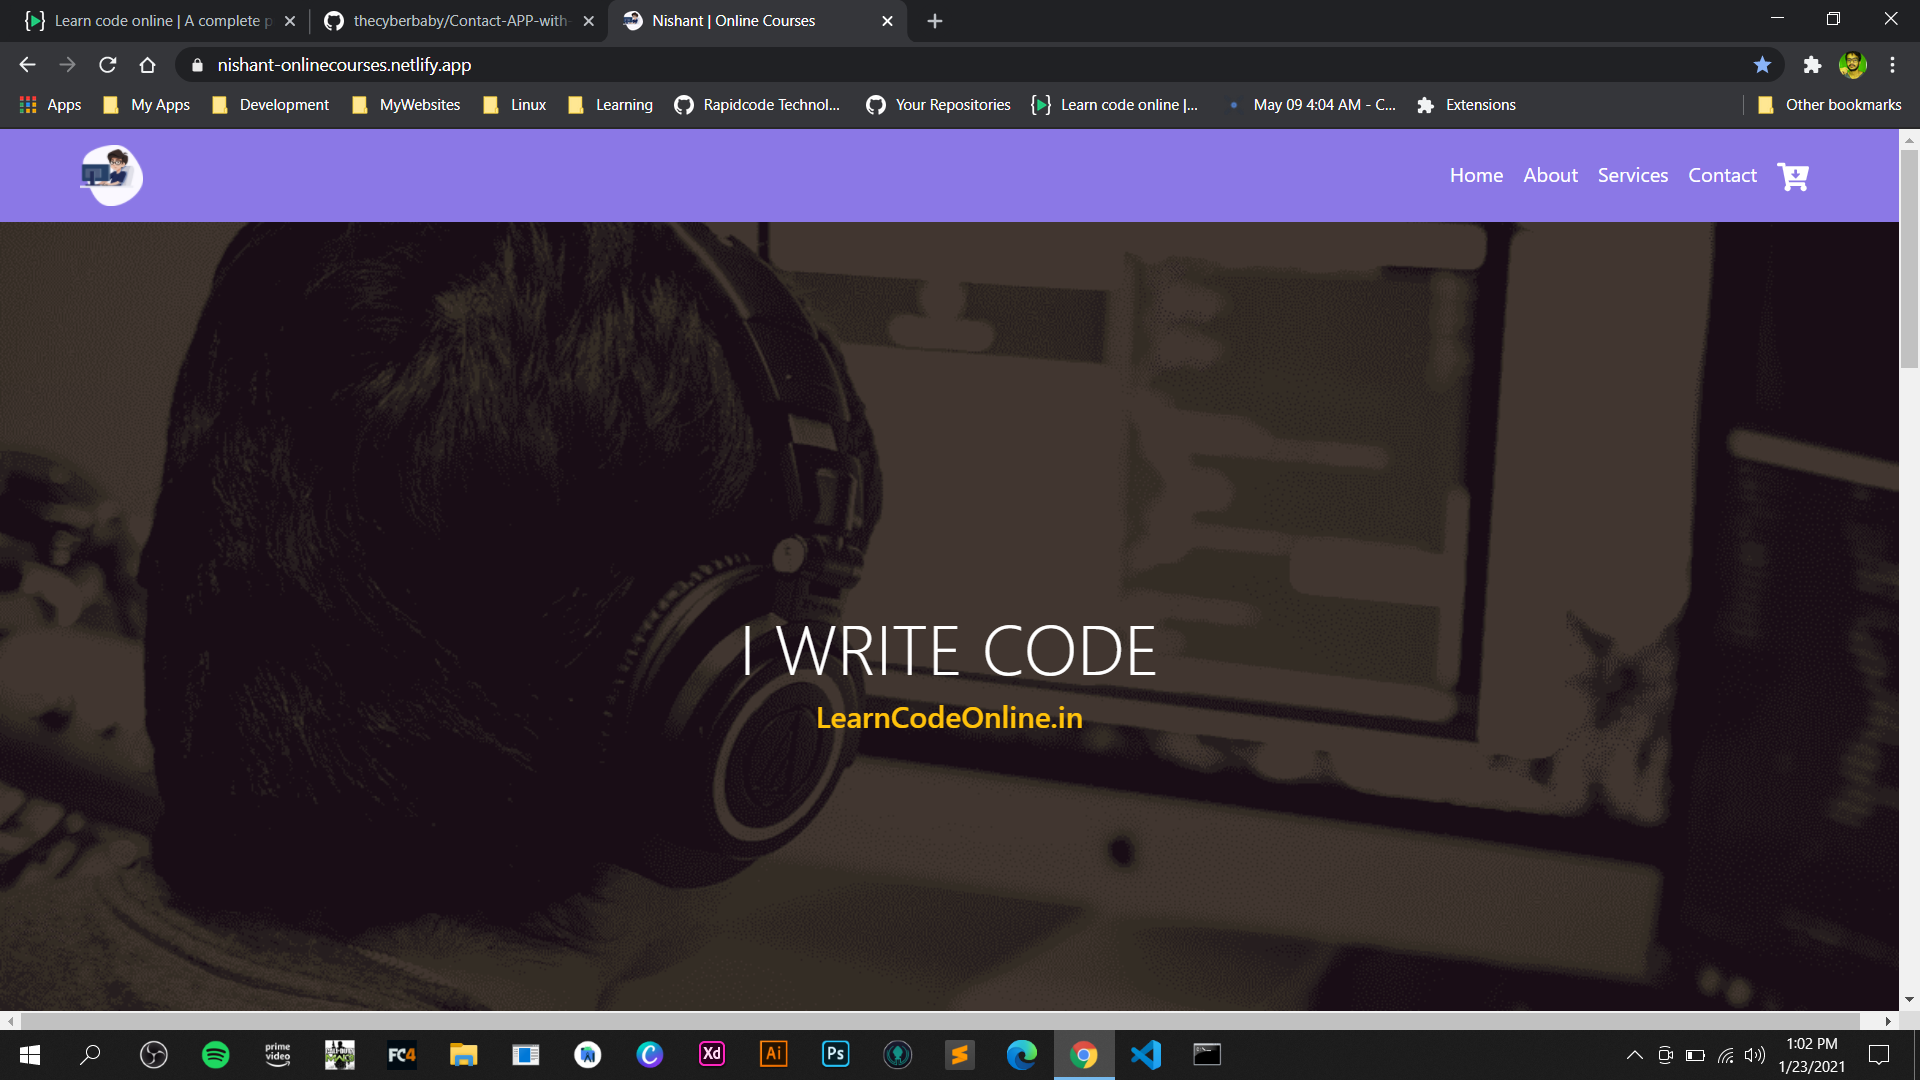 Learn code online | A complete p
thecyberbaby/Contact-APP-with-
Nishant | Online Courses
nishant-onlinecourses.netlify.app
Apps
My Apps
Development
MyWebsites
Linux
Learning
Rapidcode Technol...
Your Repositories
Learn code online |...
May 09 4:04 AM - C...
Extensions
Other bookmarks
Home
About
Services
Contact
I WRITE CODE
LearnCodeOnline.in
prime video
FC4
Xd
Ai
Ps
1:02 PM
1/23/2021